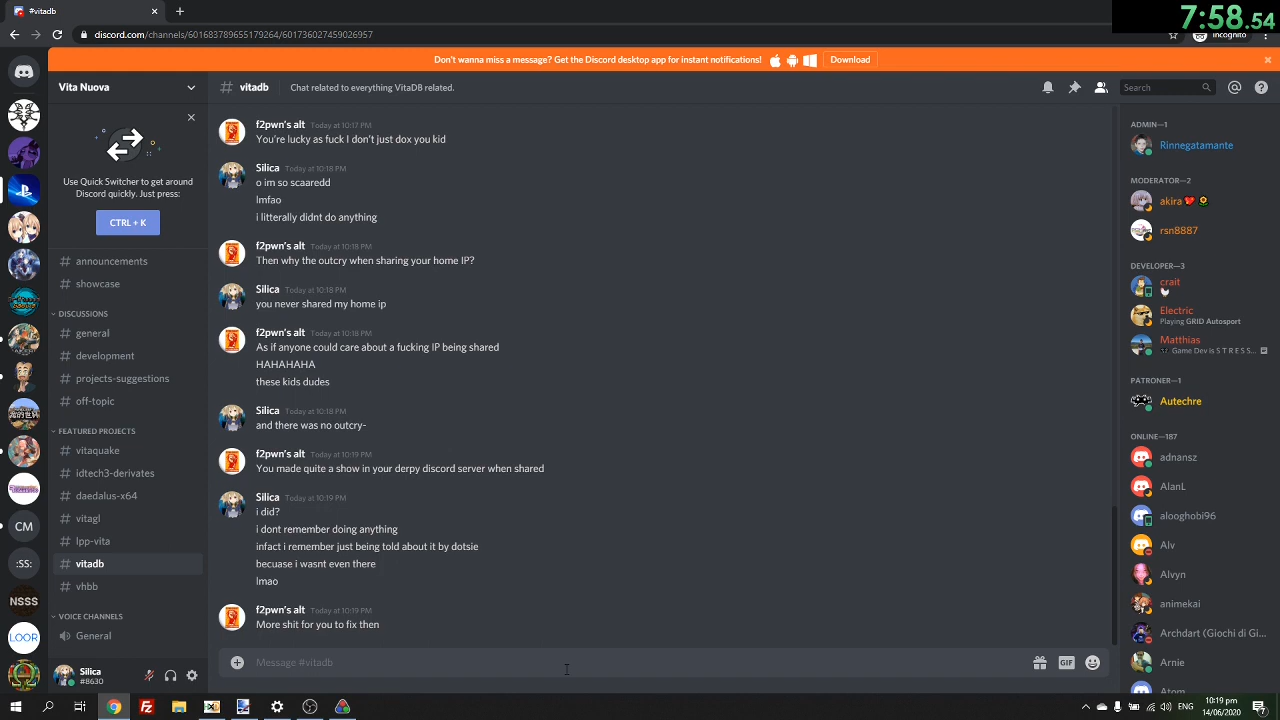 #vitadb
7:58.54
discord.com/channels/601683789655179264/601736027459026957
Incognito
Don't wanna miss a message? Get the Discord desktop app for instant notifications!
Download
Vita Nuova
vitadb
Chat related to everything VitaDB related.
Search
Use Quick Switcher to get around
Discord quickly. Just press:
CTRL + K
announcements
showcase
DISCUSSIONS
general
development
projects-suggestions
off-topic
FEATURED PROJECTS
vitaquake
idtech3-derivates
daedalus-x64
vitagl
lpp-vita
vitadb
vhbb
VOICE CHANNELS
General
CM
:SS:
NSSS
LOOR
Silica
#8630
f2pwn's alt Today at 10:17 PM
You're lucky as fuck I don't just dox you kid
Silica Today at 10:18 PM
o im so scaaredd
lmfao
i litterally didnt do anything
f2pwn's alt Today at 10:18 PM
Then why the outcry when sharing your home IP?
Silica Today at 10:18 PM
you never shared my home ip
f2pwn's alt Today at 10:18 PM
As if anyone could care about a fucking IP being shared
HAHAHAHA
these kids dudes
Silica Today at 10:18 PM
and there was no outcry-
f2pwn's alt Today at 10:19 PM
You made quite a show in your derpy discord server when shared
Silica Today at 10:19 PM
i did?
i dont remember doing anything
infact i remember just being told about it by dotsie
becuase i wasnt even there
lmao
f2pwn's alt Today at 10:19 PM
More shit for you to fix then
Message #vitadb
GIF
ADMIN—1
Rinnegatamante
MODERATOR—2
akira
rsn8887
DEVELOPER—3
crait
Electric
Playing GRID Autosport
Matthias
Game Dev is S T R E S S...
PATRONER—1
Autechre
ONLINE—187
adnansz
AlanL
alooghobi96
Alv
Alvyn
animekai
Archdart (Giochi di Gi...
Arnie
Atom
ENG
10:19 PM
14/06/2020